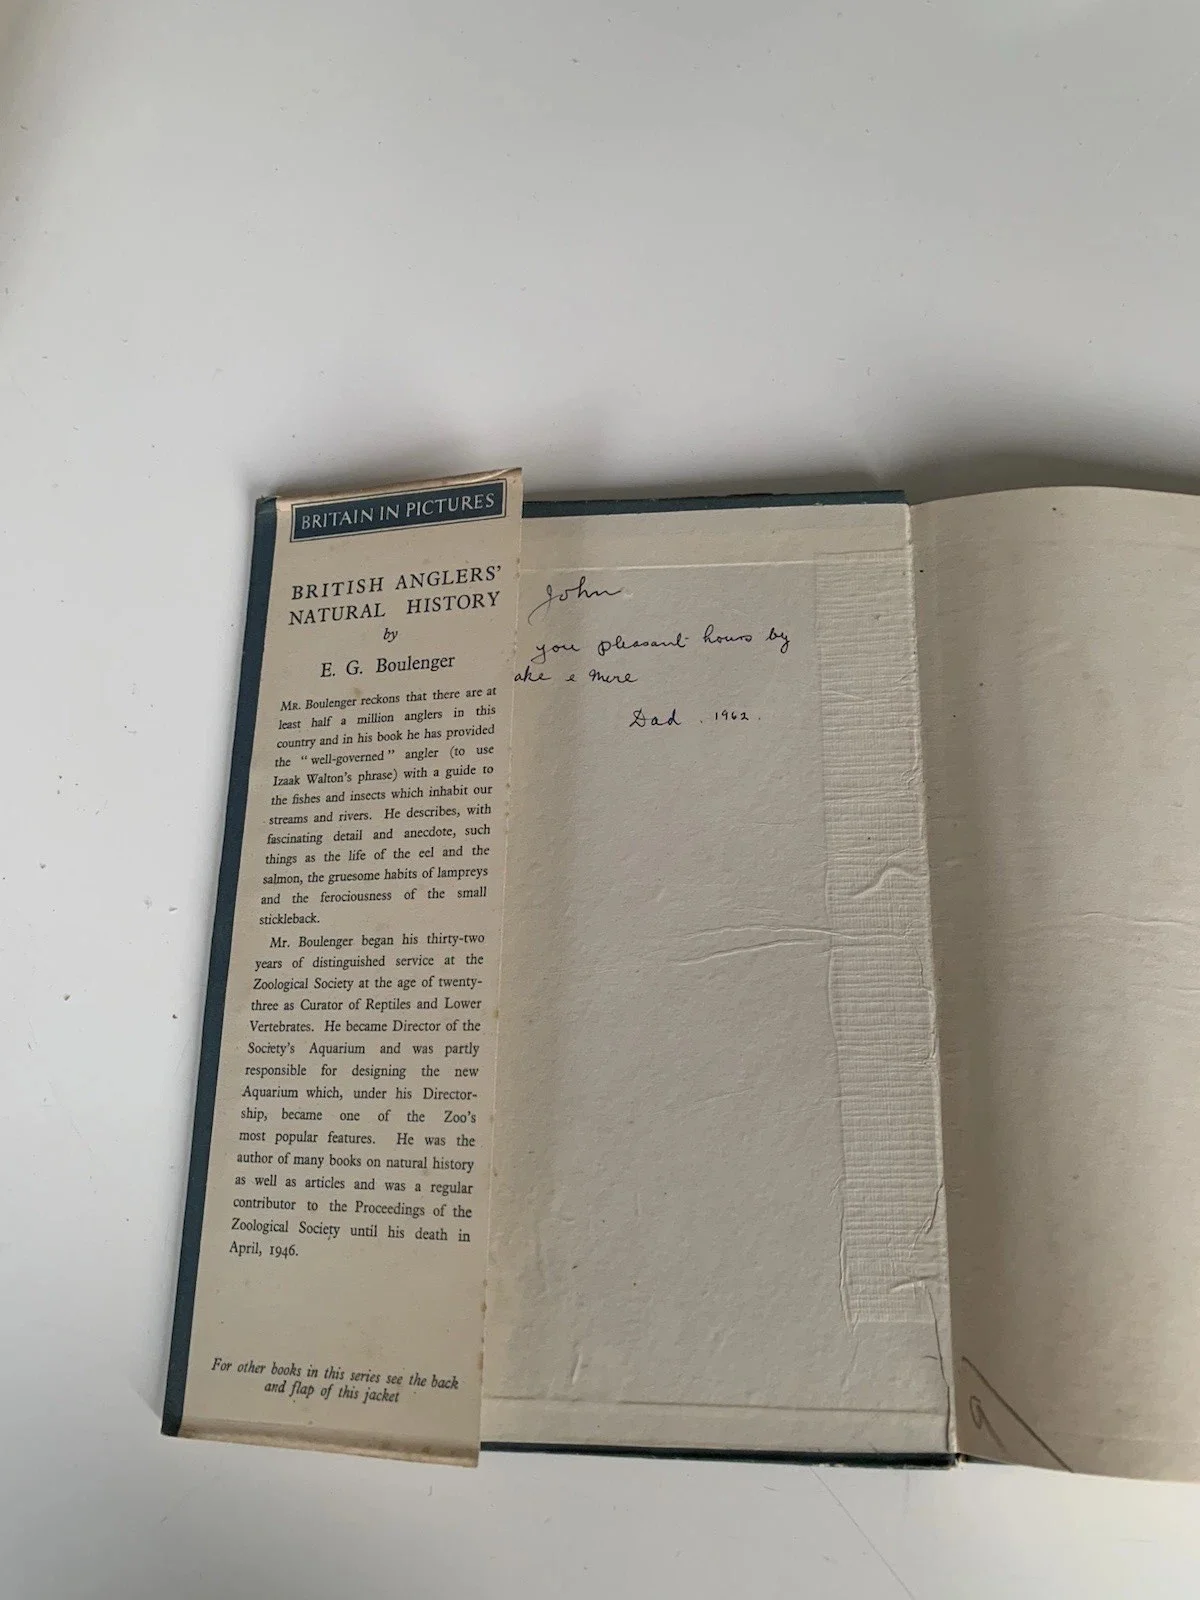 BRITAIN IN PICTURES
BRITISH ANGLERS'
NATURAL HISTORY
by
E. G. Boulenger
MR. Boulenger reckons that there are at
least half a million anglers in this
country and in his book he has provided
the "well-governed" angler (to use
Izaak Walton's phrase) with a guide to
the fishes and insects which inhabit our
streams and rivers. He describes, with
fascinating detail and anecdote, such
things as the life of the eel and the
salmon, the gruesome habits of lampreys
and the ferociousness of the small
stickleback.
Mr. Boulenger began his thirty-two
years of distinguished service at the
Zoological Society at the age of twenty-
three as Curator of Reptiles and Lower
Vertebrates. He became Director of the
Society's Aquarium and was partly
responsible for designing the new
Aquarium which, under his Director-
ship, became one of the Zoo's
most popular features. He was the
author of many books on natural history
as well as articles and was a regular
contributor to the Proceedings of the
Zoological Society until his death in
April, 1946.
For other books in this series see the back
and flap of this jacket
John
you pleasant hours by
ake e mere
Dad . 1962.
9/